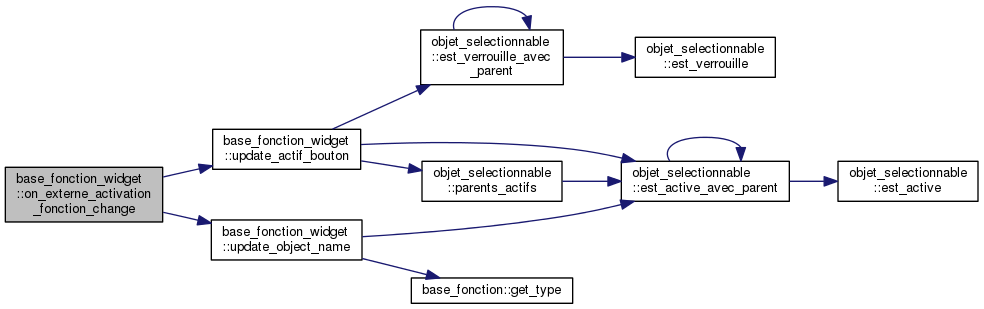 base_fonction_widget
::on_externe_activation
_fonction_change
base_fonction_widget
::update_actif_bouton
base_fonction_widget
::update_object_name
objet_selectionnable
::est_verrouille_avec
_parent
objet_selectionnable
::parents_actifs
base_fonction::get_type
objet_selectionnable
::est_verrouille
objet_selectionnable
::est_active_avec_parent
objet_selectionnable
::est_active